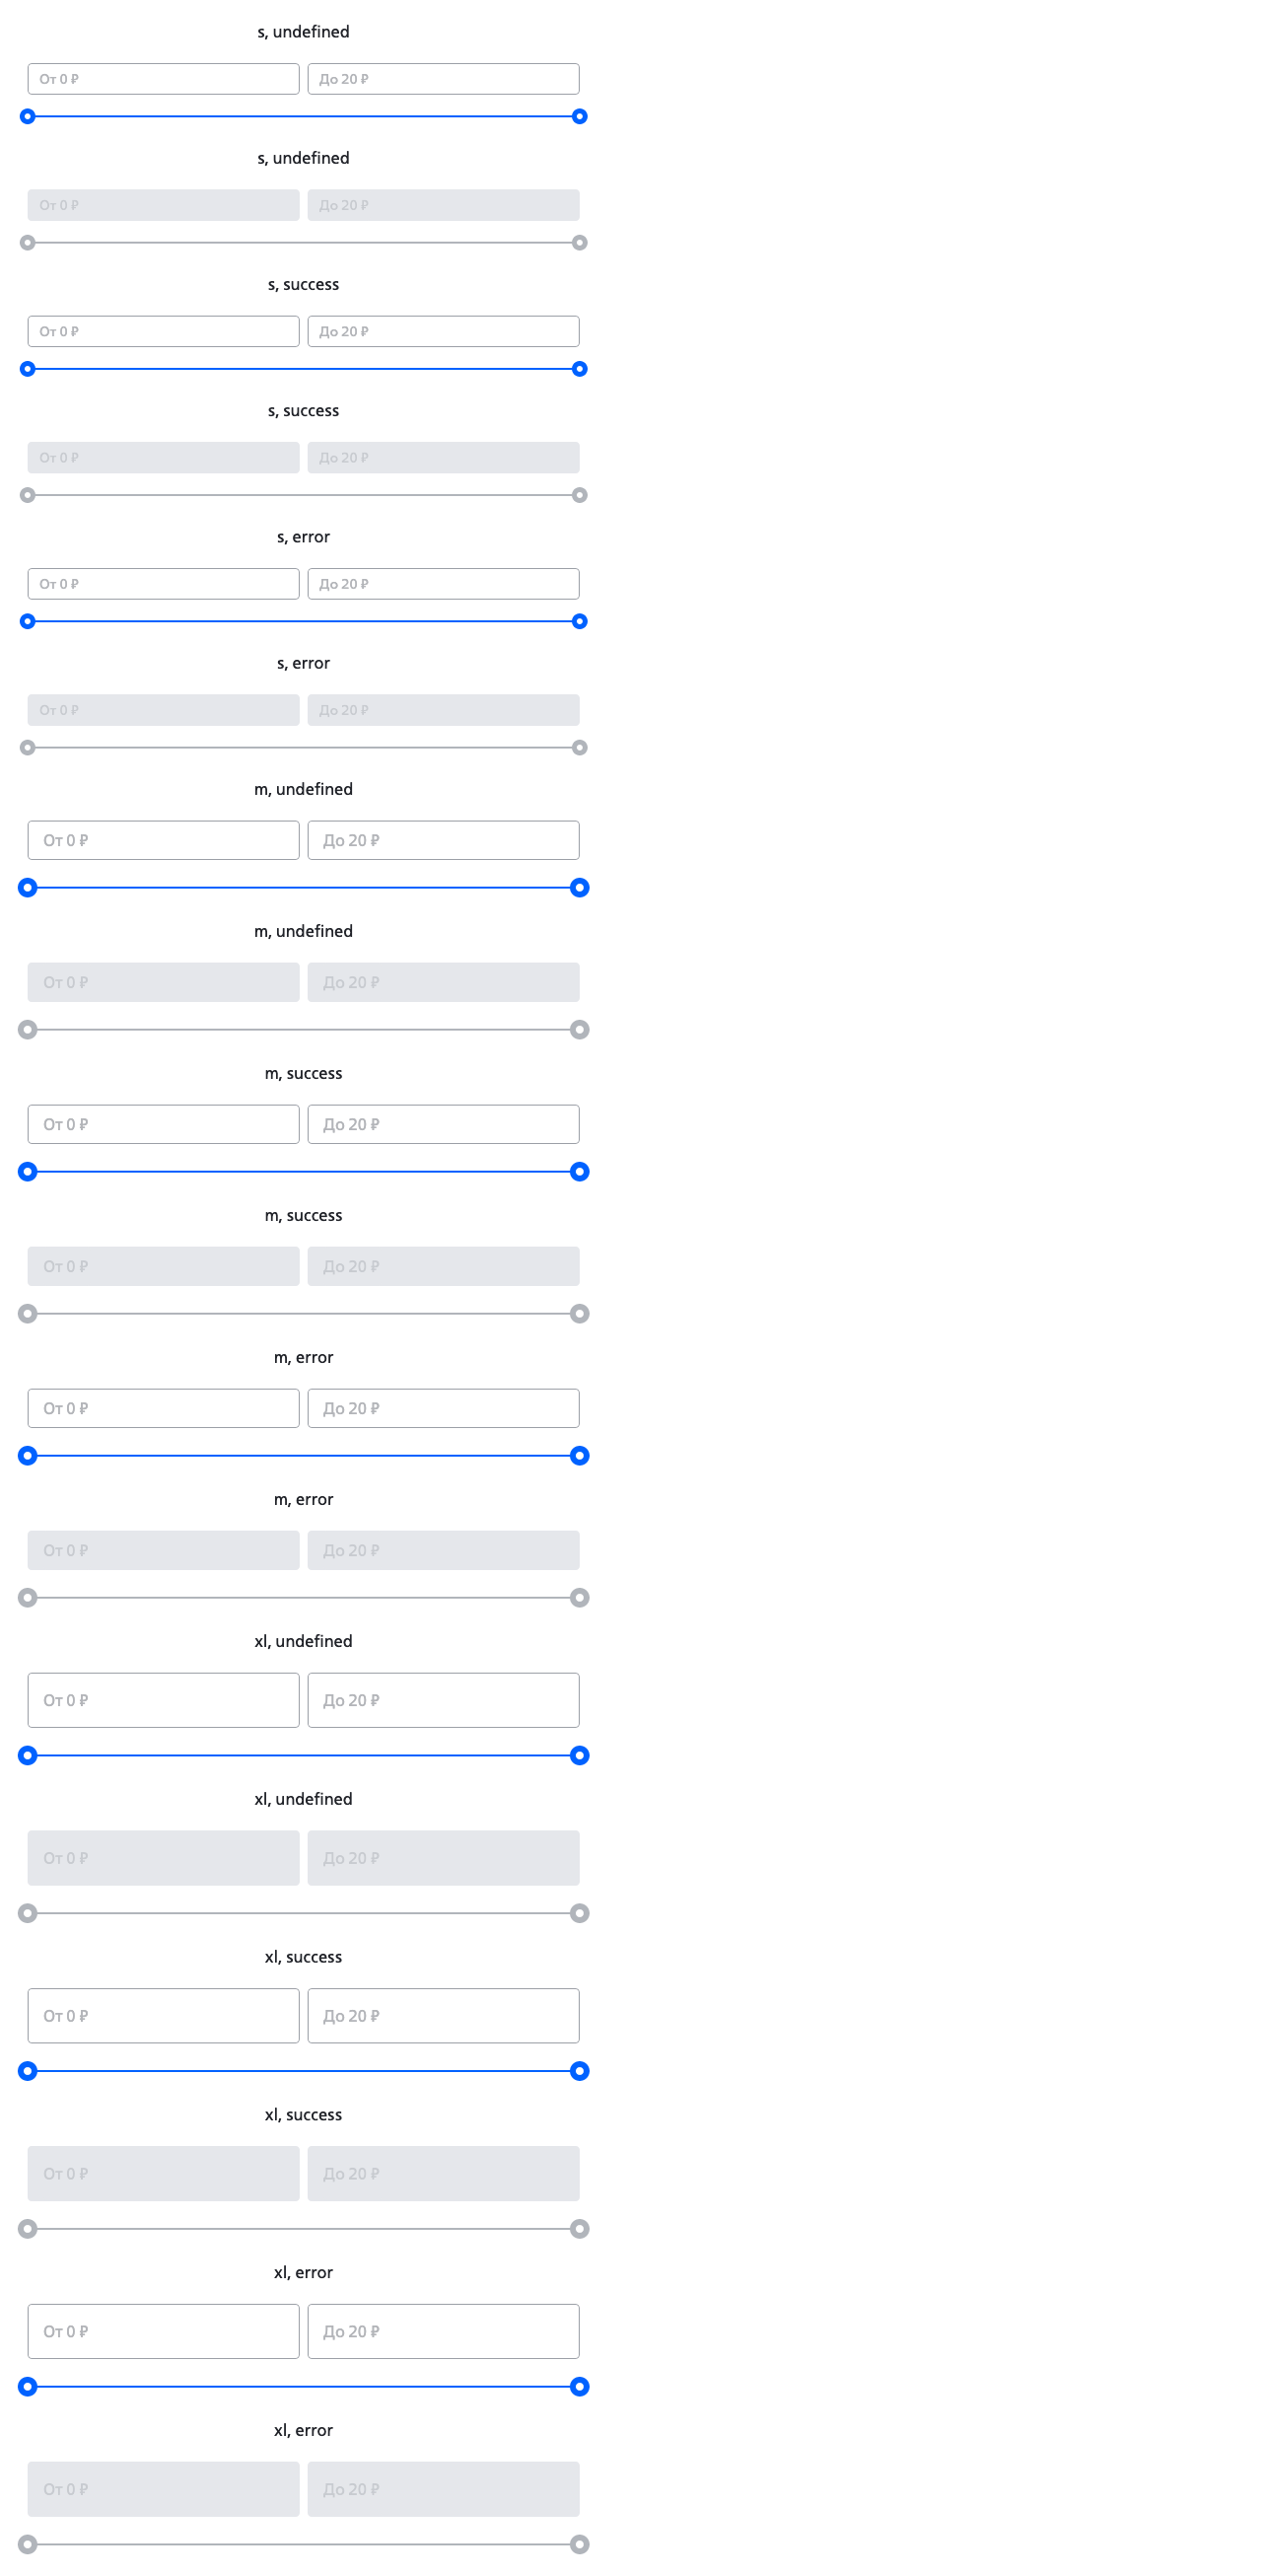 s, undefined
От 0 ₽ До 20 ₽
s, undefined
От 0 ₽ До 20 ₽
s, success
От 0 ₽ До 20 ₽
s, success
От 0 ₽ До 20 ₽
s, error
От 0 ₽ До 20 ₽
s, error
От 0 ₽ До 20 ₽
m, undefined
От 0 ₽ До 20 ₽
m, undefined
От 0 ₽ До 20 ₽
m, success
От 0 ₽ До 20 ₽
m, success
От 0 ₽ До 20 ₽
m, error
От 0 ₽ До 20 ₽
m, error
От 0 ₽ До 20 ₽
xl, undefined
От 0 ₽ До 20 ₽
xl, undefined
От 0 ₽ До 20 ₽
xl, success
От 0 ₽ До 20 ₽
xl, success
От 0 ₽ До 20 ₽
xl, error
От 0 ₽ До 20 ₽
xl, error
От 0 ₽ До 20 ₽